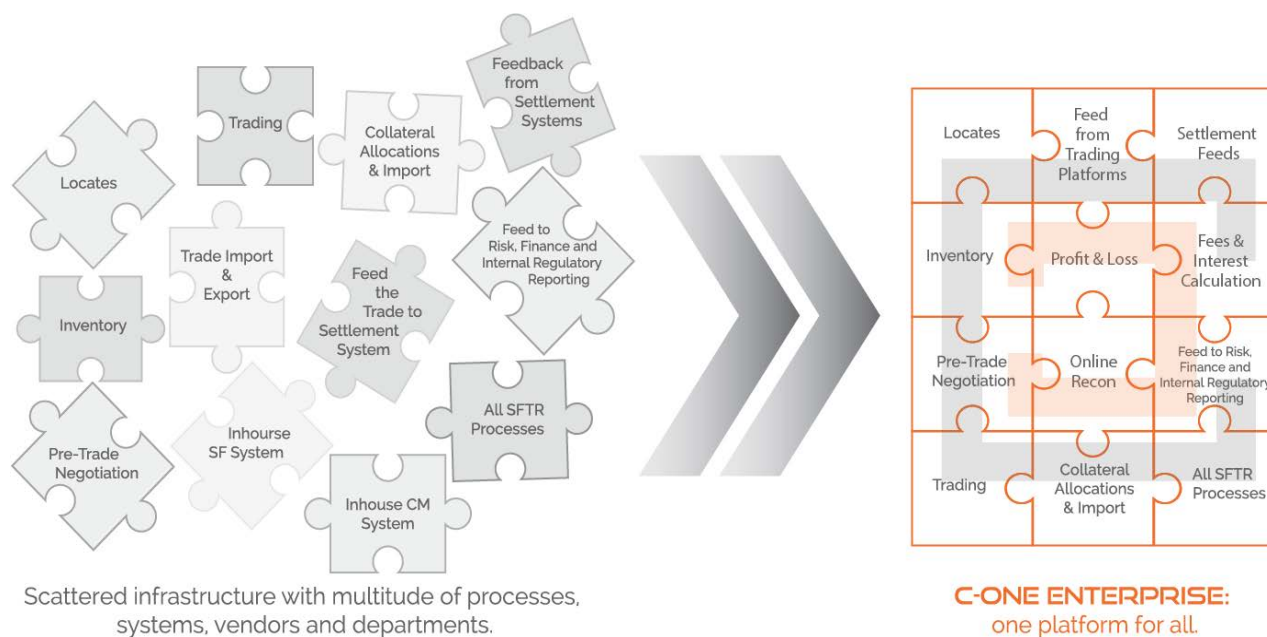 Locates
Trading
Collateral
Allocations
& Import
Feedback
from
Settlement
Systems
Trade Import
&
Export
Feed to
Risk, Finance and
Internal Regulatory
Reporting
Inventory
Feed
the
Trade to
Settlement
System
Pre-Trade
Negotiation
Inhourse
SF System
All SFTR
Processes
Inhouse CM
System
Scattered infrastructure with multitude of processes,
systems, vendors and departments.
Locates
Feed
from
Trading
Platforms
Settlement
Feeds
Inventory
Profit & Loss
Fees &
Interest
Calculation
Pre-Trade
Negotiation
Online
Recon
Feed to Risk,
Finance and
Internal Regulatory
Reporting
Trading
Collateral
Allocations
& Import
All SFTR
Processes
C-ONE ENTERPRISE:
one platform for all.